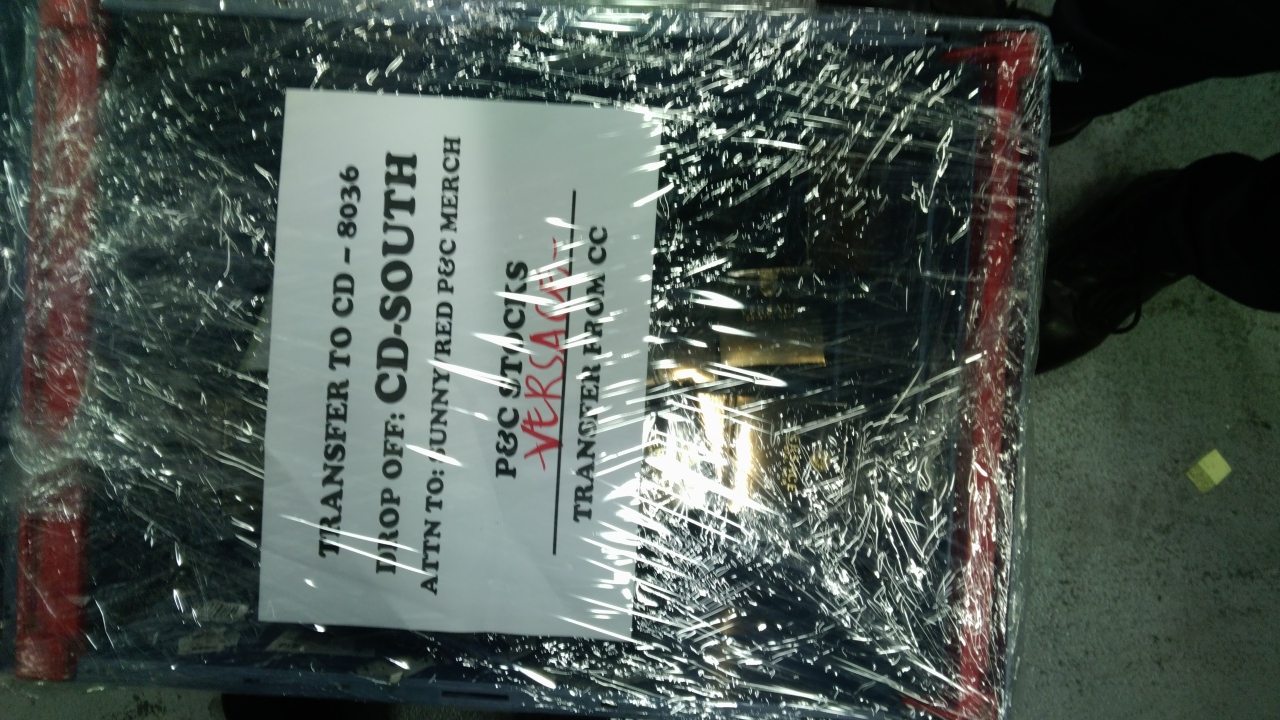 TRANSFER TO CD – 8036
DROP OFF: CD-SOUTH
ATTN TO: SUNNY/RED P&C MERCH
P&C STOCKS
VERSACE
TRANSFER FROM CC